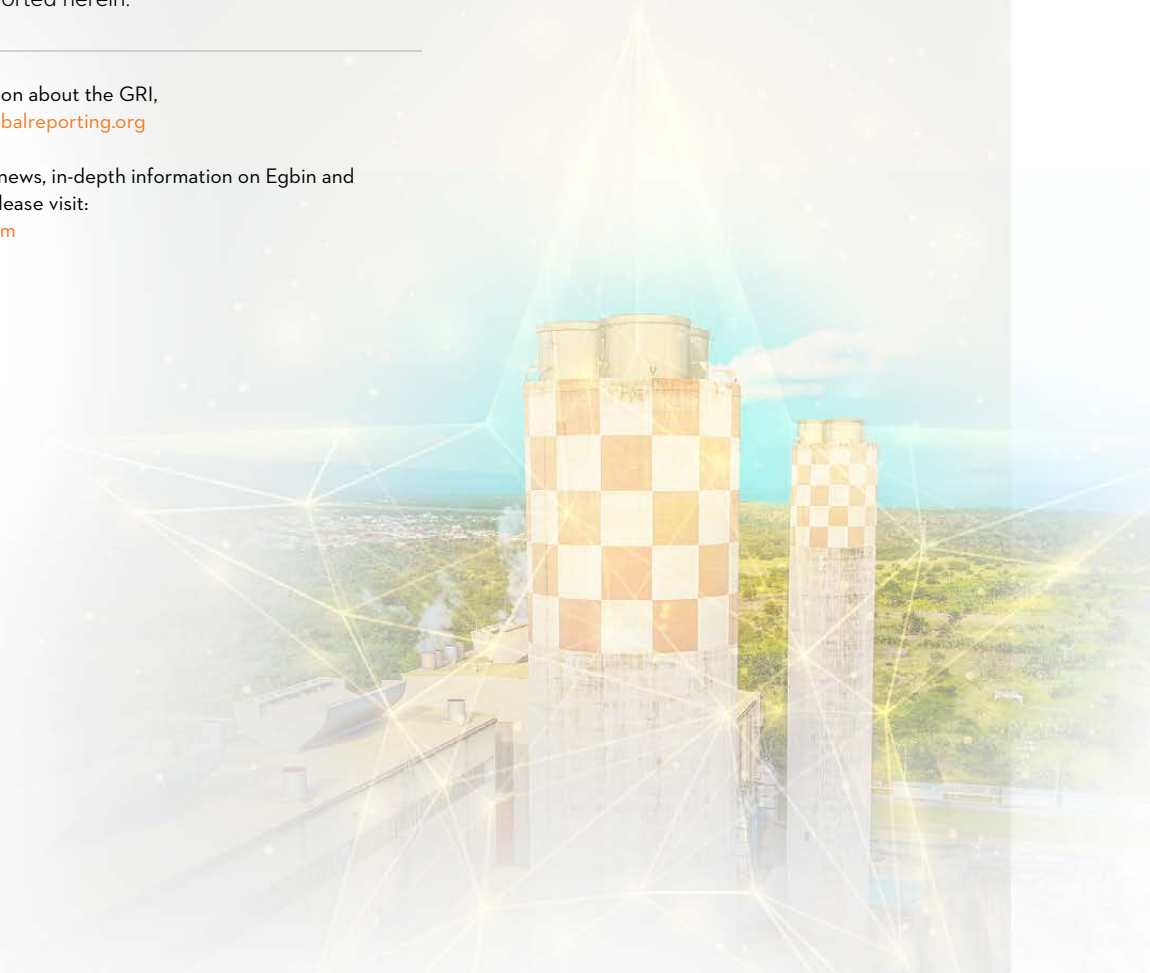 orted herein.
on about the GRI,
balreporting.org
news, in-depth information on Egbin and
lease visit:
m